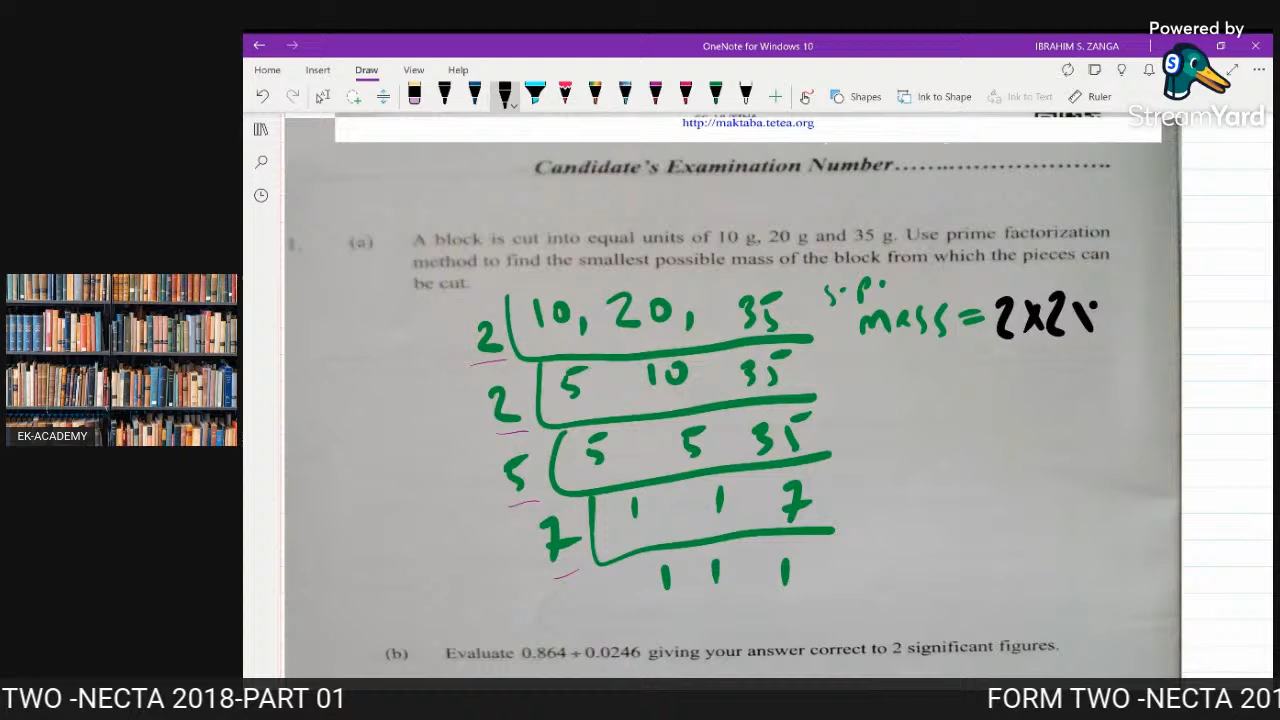 Powered by
StreamYard
OneNote for Windows 10
IBRAHIM S. ZANGA
Home Insert Draw View Help
Shapes Ink to Shape Ink to Text Ruler
http://maktaba.tetea.org
Candidate's Examination Number..........................
1. (a) A block is cut into equal units of 10 g, 20 g and 35 g. Use prime factorization
method to find the smallest possible mass of the block from which the pieces can
be cut.
s.p.
mass = 2x2x
2 10, 20, 35
2 5 10 35
5 5 5 35
7 1 1 7
1 1 1
EK-ACADEMY
(b) Evaluate 0.864 ÷ 0.0246 giving your answer correct to 2 significant figures.
TWO -NECTA 2018-PART 01
FORM TWO -NECTA 201